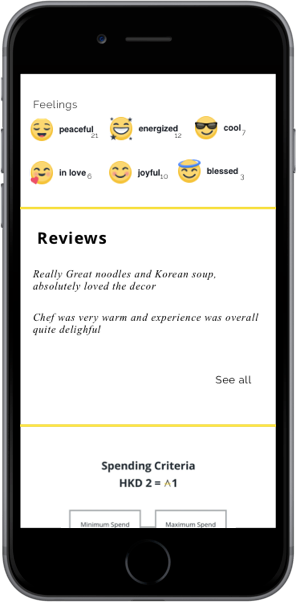 Feelings
peaceful 21 energized 12 cool 7
in love 6 joyful 10 blessed 3
Reviews
Really Great noodles and Korean soup,
absolutely loved the decor
Chef was very warm and experience was overall
quite delighful
See all
Spending Criteria
HKD 2 = ^1
Minimum Spend Maximum Spend